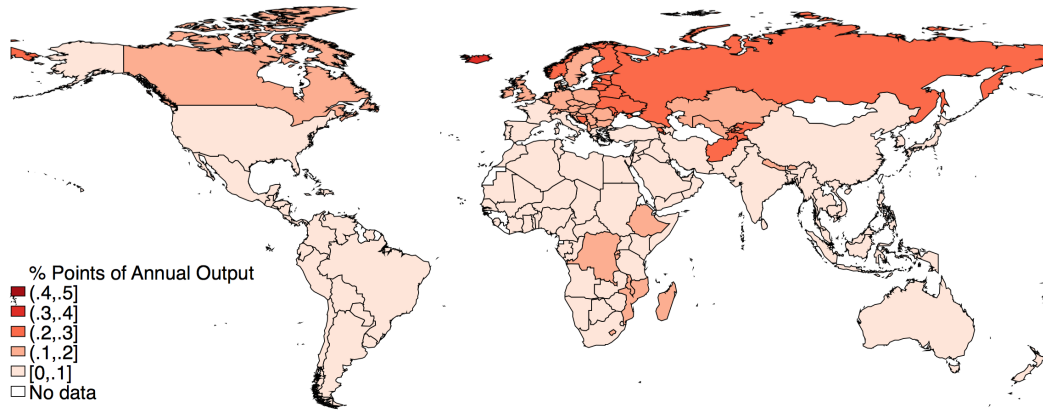 % Points of Annual Output
(.4,.5]
(.3,.4]
(.2,.3]
(.1,.2]
[0,.1]
No data